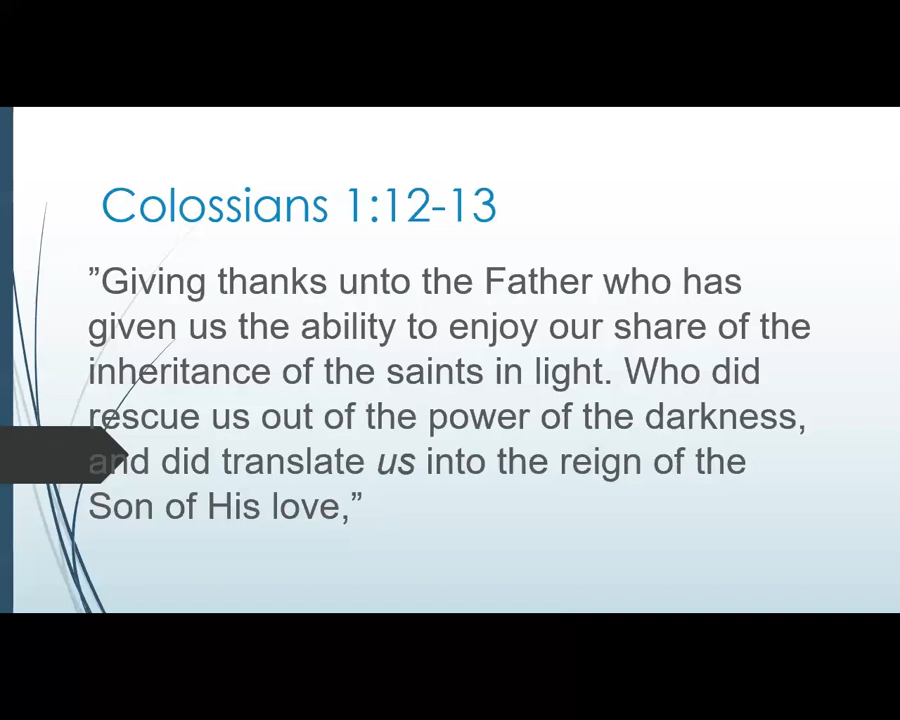 Colossians 1:12-13
”Giving thanks unto the Father who has
given us the ability to enjoy our share of the
inheritance of the saints in light. Who did
rescue us out of the power of the darkness,
and did translate us into the reign of the
Son of His love,”